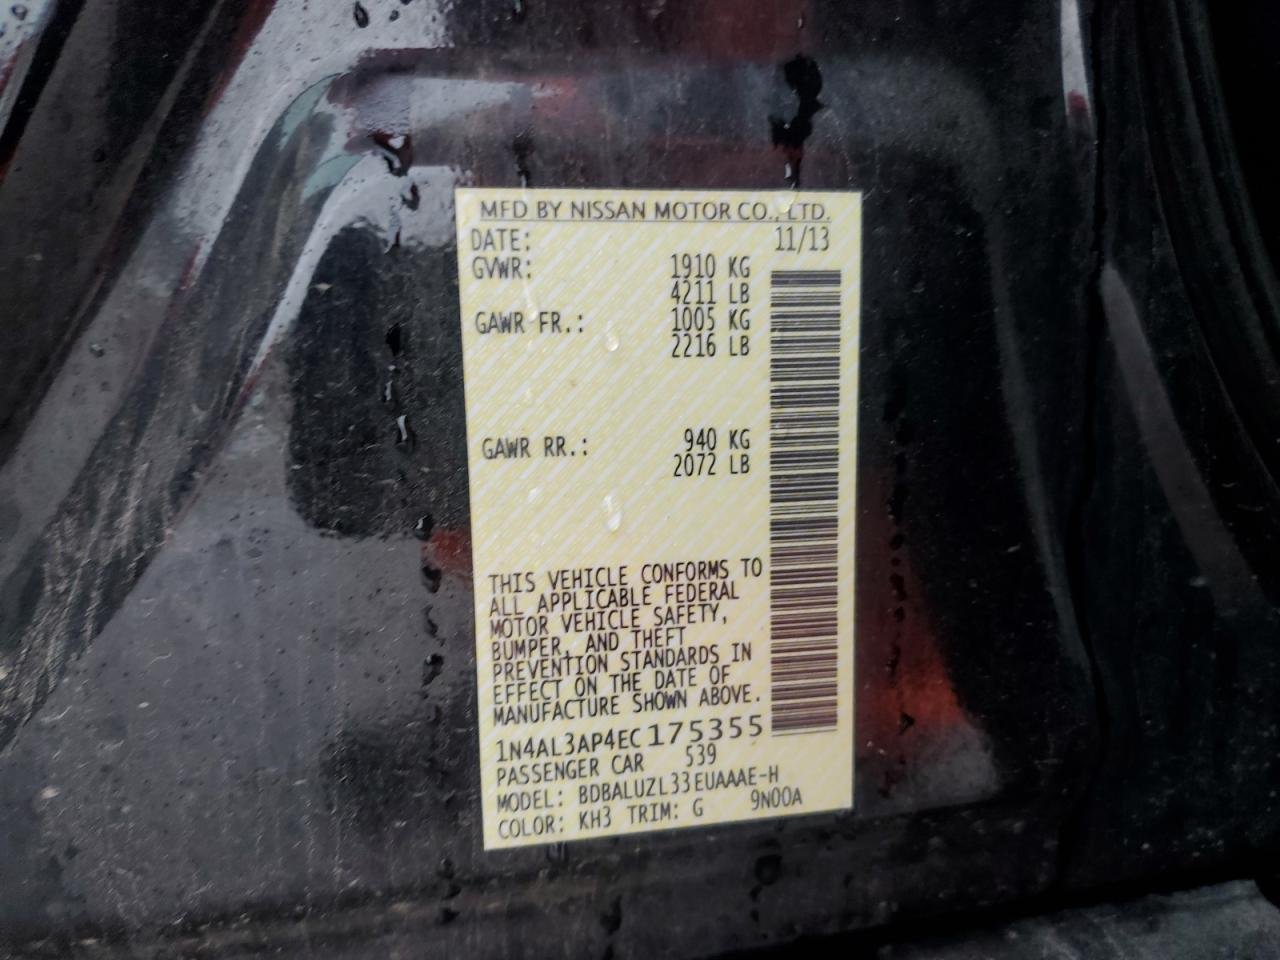 MFD BY NISSAN MOTOR CO., LTD.
DATE: 11/13
GVWR: 1910 KG
4211 LB
GAWR FR.: 1005 KG
2216 LB
GAWR RR.: 940 KG
2072 LB
THIS VEHICLE CONFORMS TO
ALL APPLICABLE FEDERAL
MOTOR VEHICLE SAFETY,
BUMPER, AND THEFT
PREVENTION STANDARDS IN
EFFECT ON THE DATE OF
MANUFACTURE SHOWN ABOVE.
1N4AL3AP4EC175355
PASSENGER CAR 539
MODEL: BDBALUZL33EUAAAE-H
COLOR: KH3 TRIM: G 9N00A